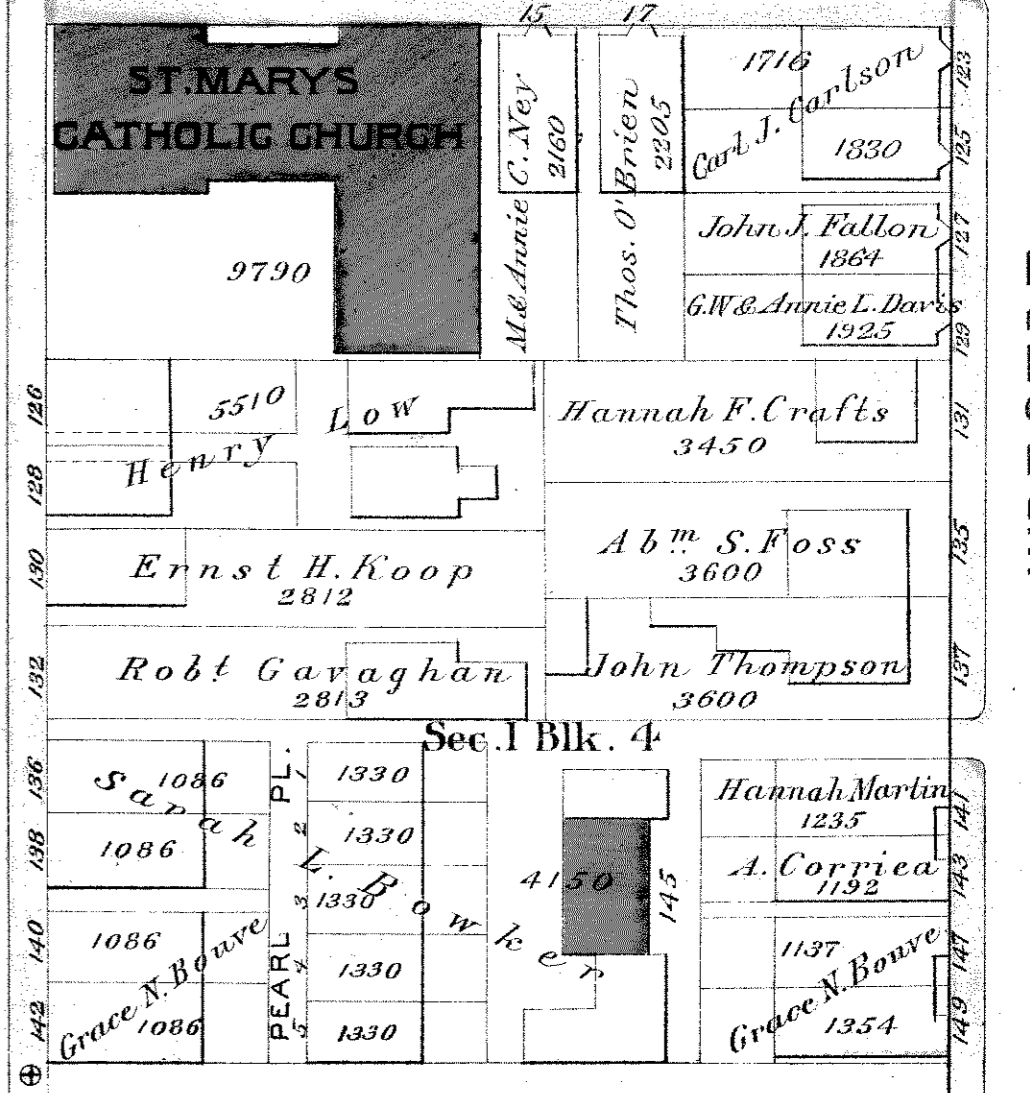 15
17
ST. MARYS
CATHOLIC CHURCH
9790
M. & Annie C. Ney
2160
Thos. O'Brien
2205
1716
Carl J. Carlson
1830
123
125
John J. Fallon
1864
127
G.W. & Annie L. Davis
1925
129
126
128
5510
Henry Low
Hannah F. Crafts
3450
131
130
Ernst H. Koop
2812
Abm. S. Foss
3600
135
132
Robt. Gavaghan
2813
John Thompson
3600
137
Sec. 1 Blk. 4
136
138
1086
1086
Sarah L. Bowker
PEARL PL.
1
2
3
4
5
1330
1330
1330
1330
1330
4150
145
Hannah Martin
1235
141
A. Corriea
1192
143
140
142
1086
Grace N. Bouve
1086
1137
Grace N. Bouve
1354
147
149